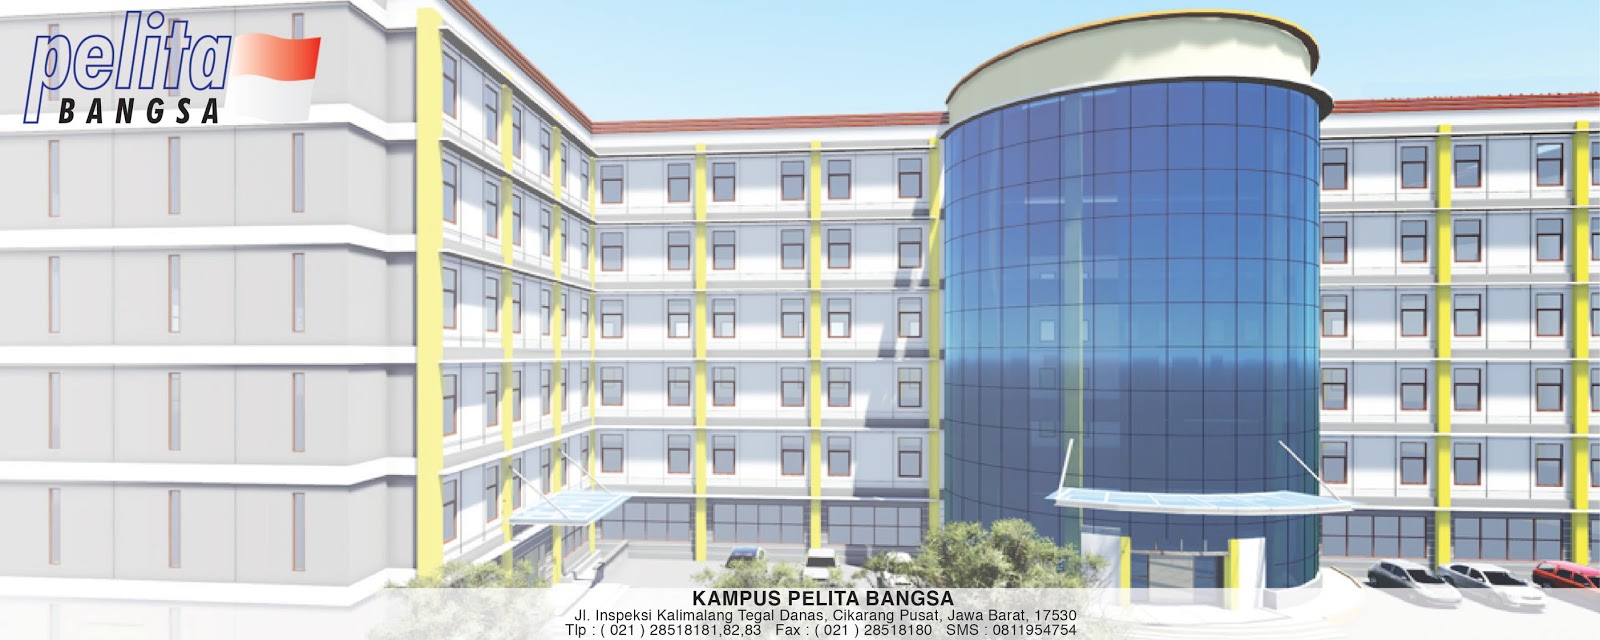 pelita
BANGSA
KAMPUS PELITA BANGSA
Jl. Inspeksi Kalimalang Tegal Danas, Cikarang Pusat, Jawa Barat, 17530
Tlp : ( 021 ) 28518181,82,83 Fax : ( 021 ) 28518180 SMS : 0811954754